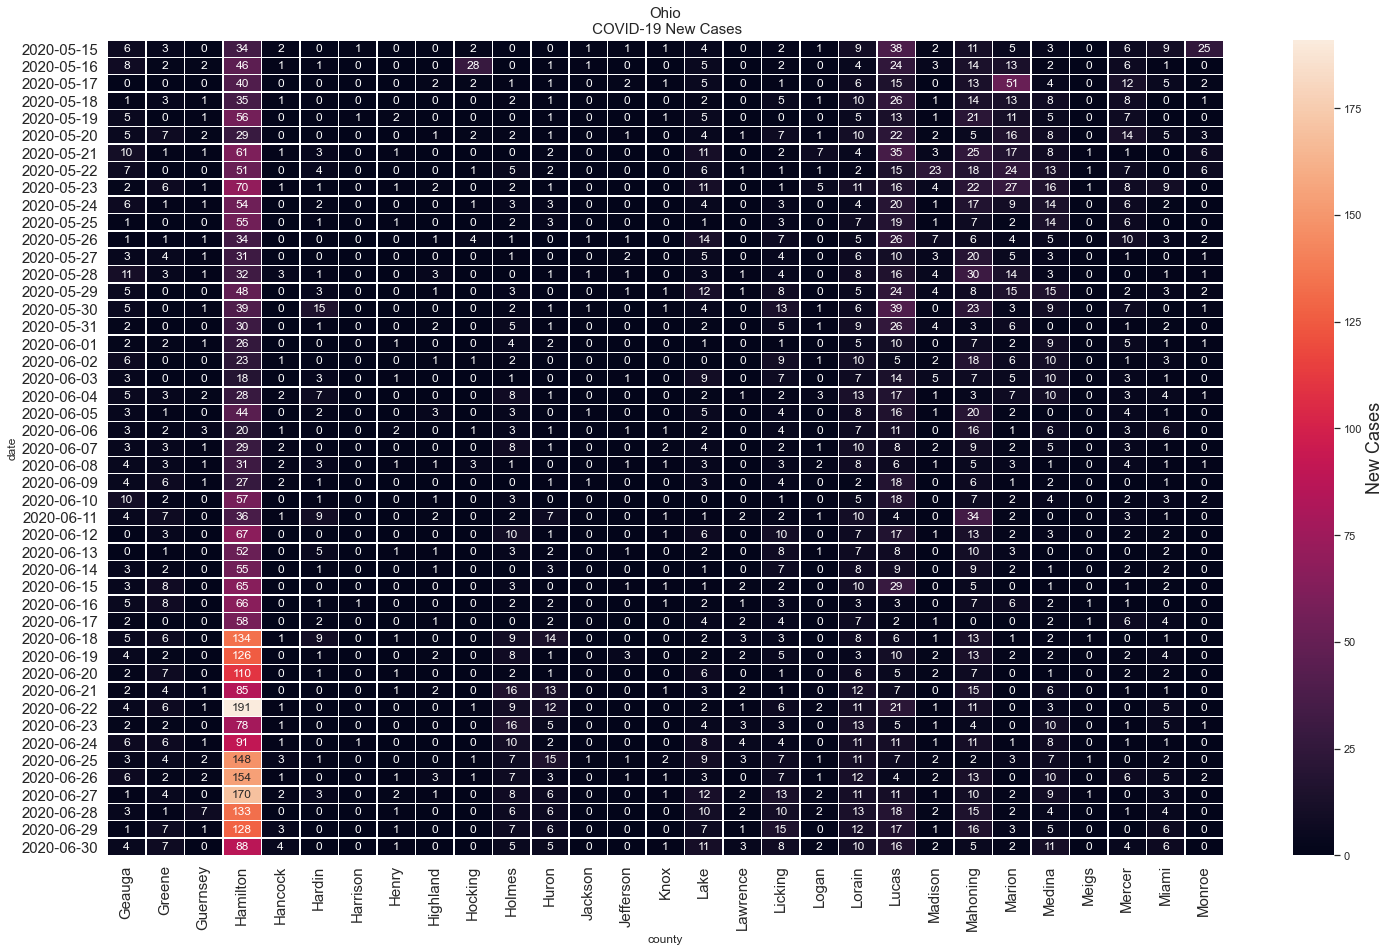 Ohio
COVID-19 New Cases
2020-05-15 6 3 0 34 2 0 1 0 0 2 0 0 1 1 1 4 0 2 1 9 38 2 11 5 3 0 6 9 25
2020-05-16 8 2 2 46 1 1 0 0 0 28 0 1 1 0 0 5 0 2 0 4 24 3 14 13 2 0 6 1 0
2020-05-17 0 0 0 40 0 0 0 0 2 2 1 1 0 2 1 5 0 1 0 6 15 0 13 51 4 0 12 5 2
2020-05-18 1 3 1 35 1 0 0 0 0 0 2 1 0 0 0 2 0 5 1 10 26 1 14 13 8 0 8 0 1
2020-05-19 5 0 1 56 0 0 1 2 0 0 0 1 0 0 1 5 0 0 0 5 13 1 21 11 5 0 7 0 0
2020-05-20 5 7 2 29 0 0 0 0 1 2 2 1 0 1 0 4 1 7 1 10 22 2 5 16 8 0 14 5 3
2020-05-21 10 1 1 61 1 3 0 1 0 0 0 2 0 0 0 11 0 2 7 4 35 3 25 17 8 1 1 0 6
2020-05-22 7 0 0 51 0 4 0 0 0 1 5 2 0 0 0 6 1 1 1 2 15 23 18 24 13 1 7 0 6
2020-05-23 2 6 1 70 1 1 0 1 2 0 2 1 0 0 0 11 0 1 5 11 16 4 22 27 16 1 8 9 0
2020-05-24 6 1 1 54 0 2 0 0 0 1 3 3 0 0 0 4 0 3 0 4 20 1 17 9 14 0 6 2 0
2020-05-25 1 0 0 55 0 1 0 1 0 0 2 3 0 0 0 1 0 3 0 7 19 1 7 2 14 0 6 0 0
2020-05-26 1 1 1 34 0 0 0 0 1 4 1 0 1 1 0 14 0 7 0 5 26 7 6 4 5 0 10 3 2
2020-05-27 3 4 1 31 0 0 0 0 0 0 1 0 0 2 0 5 0 4 0 6 10 3 20 5 3 0 1 0 1
2020-05-28 11 3 1 32 3 1 0 0 3 0 0 1 1 1 0 3 1 4 0 8 16 4 30 14 3 0 0 1 1
2020-05-29 5 0 0 48 0 3 0 0 1 0 3 0 0 1 1 12 1 8 0 5 24 4 8 15 15 0 2 3 2
2020-05-30 5 0 1 39 0 15 0 0 0 0 2 1 1 0 1 4 0 13 1 6 39 0 23 3 9 0 7 0 1
2020-05-31 2 0 0 30 0 1 0 0 2 0 5 1 0 0 0 2 0 5 1 9 26 4 3 6 0 0 1 2 0
2020-06-01 2 2 1 26 0 0 0 0 0 0 4 2 0 0 0 1 0 1 0 5 10 0 7 2 9 0 5 1 1
2020-06-02 6 0 0 23 1 0 0 0 1 1 2 0 0 0 0 0 0 9 1 10 5 2 18 6 10 0 1 3 0
2020-06-03 3 0 0 18 0 3 0 1 0 0 1 0 0 1 0 9 0 7 0 7 14 5 7 5 10 0 3 1 0
2020-06-04 5 3 2 28 2 7 0 0 0 0 8 1 0 0 0 2 1 2 3 13 17 1 3 7 10 0 3 4 1
2020-06-05 3 1 0 44 0 2 0 0 3 0 3 0 1 0 0 5 0 4 0 8 16 1 20 2 0 0 4 1 0
2020-06-06 3 2 3 20 1 0 0 2 0 1 3 1 0 1 1 2 0 4 0 7 11 0 16 1 6 0 3 6 0
2020-06-07 3 3 1 29 2 0 0 0 0 0 8 1 0 0 2 4 0 2 1 10 8 2 9 2 5 0 3 1 0
2020-06-08 4 3 1 31 2 3 0 1 1 3 1 0 0 1 1 3 0 3 2 8 6 1 5 3 1 0 4 1 1
2020-06-09 4 6 1 27 2 1 0 0 0 0 0 1 1 0 0 3 0 4 0 2 18 0 6 1 2 0 0 1 0
2020-06-10 10 2 0 57 0 1 0 0 1 0 3 0 0 0 0 0 0 1 0 5 18 0 7 2 4 0 2 3 2
2020-06-11 4 7 0 36 1 9 0 0 2 0 2 7 0 0 1 1 2 2 1 10 4 0 34 2 0 0 3 1 0
2020-06-12 0 3 0 67 0 0 0 0 0 0 10 1 0 0 1 6 0 10 0 7 17 1 13 2 3 0 2 2 0
2020-06-13 0 1 0 52 0 5 0 1 1 0 3 2 0 1 0 2 0 8 1 7 8 0 10 3 0 0 0 2 0
2020-06-14 3 2 0 55 0 1 0 0 1 0 0 3 0 0 0 1 0 7 0 8 9 0 9 2 1 0 2 2 0
2020-06-15 3 8 0 65 0 0 0 0 0 0 3 0 0 1 1 1 2 2 0 10 29 0 5 0 1 0 1 2 0
2020-06-16 5 8 0 66 0 1 1 0 0 0 2 2 0 0 1 2 1 3 0 3 3 0 7 6 2 1 1 0 0
2020-06-17 2 0 0 58 0 2 0 0 1 0 0 2 0 0 0 4 2 4 0 7 2 1 0 0 2 1 6 4 0
2020-06-18 5 6 0 134 1 9 0 1 0 0 9 14 0 0 0 2 3 3 0 8 6 1 13 1 2 1 0 1 0
2020-06-19 4 2 0 126 0 1 0 0 2 0 8 1 0 3 0 2 2 5 0 3 10 2 13 2 2 0 2 4 0
2020-06-20 2 7 0 110 0 1 0 1 0 0 2 1 0 0 0 6 0 1 0 6 5 2 7 0 1 0 2 2 0
2020-06-21 2 4 1 85 0 0 0 1 2 0 16 13 0 0 1 3 2 1 0 12 7 0 15 0 6 0 1 1 0
2020-06-22 4 6 1 191 1 0 0 0 0 1 9 12 0 0 0 2 1 6 2 11 21 1 11 0 3 0 0 5 0
2020-06-23 2 2 0 78 1 0 0 0 0 0 16 5 0 0 0 4 3 3 0 13 5 1 4 0 10 0 1 5 1
2020-06-24 6 6 1 91 1 0 1 0 0 0 10 2 0 0 0 8 4 4 0 11 11 1 11 1 8 0 1 1 0
2020-06-25 3 4 2 148 3 1 0 0 0 1 7 15 1 1 2 9 3 7 1 11 7 2 2 3 7 1 0 2 0
2020-06-26 6 2 2 154 1 0 0 1 3 1 7 3 0 1 1 3 0 7 1 12 4 2 13 0 10 0 6 5 2
2020-06-27 1 4 0 170 2 3 0 2 1 0 8 6 0 0 1 12 2 13 2 11 11 1 10 2 9 1 0 3 0
2020-06-28 3 1 7 133 0 0 0 1 0 0 6 6 0 0 0 10 2 10 2 13 18 2 15 2 4 0 1 4 0
2020-06-29 1 7 1 128 3 0 0 1 0 0 7 6 0 0 0 7 1 15 0 12 17 1 16 3 5 0 0 6 0
2020-06-30 4 7 0 88 4 0 0 1 0 0 5 5 0 0 1 11 3 8 2 10 16 2 5 2 11 0 4 6 0
Geauga Greene Guernsey Hamilton Hancock Hardin Harrison Henry Highland Hocking Holmes Huron Jackson Jefferson Knox Lake Lawrence Licking Logan Lorain Lucas Madison Mahoning Marion Medina Meigs Mercer Miami Monroe
county
date
175
150
125
100
75
50
25
0
New Cases